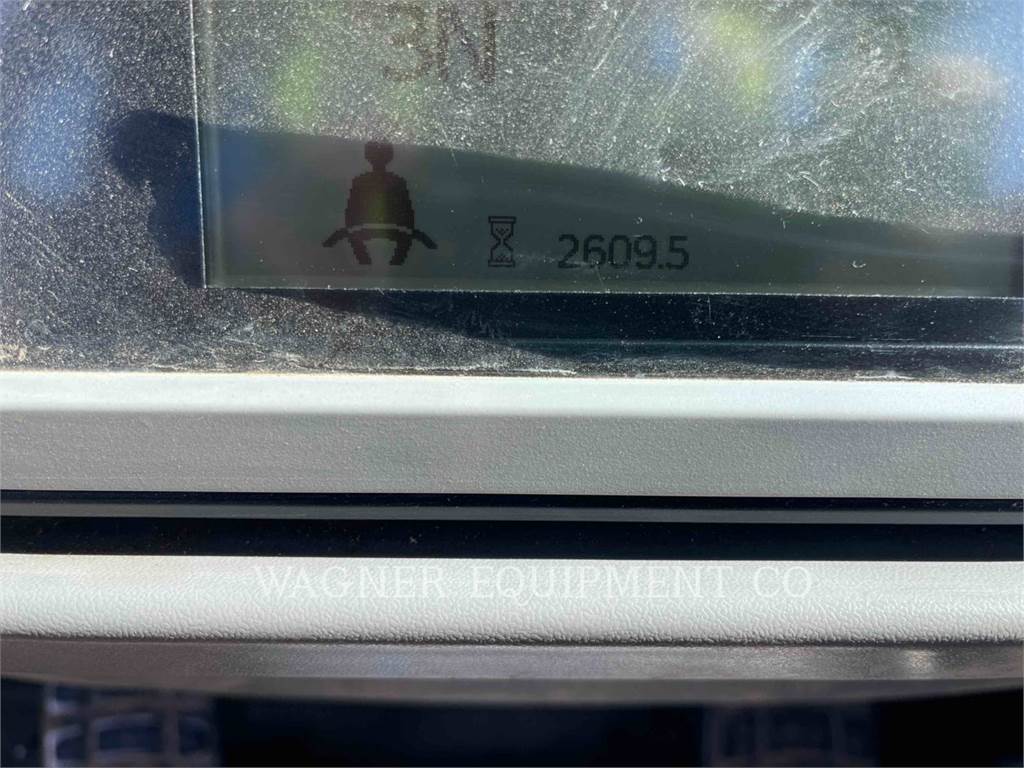 3N
2609.5
WAGNER EQUIPMENT CO